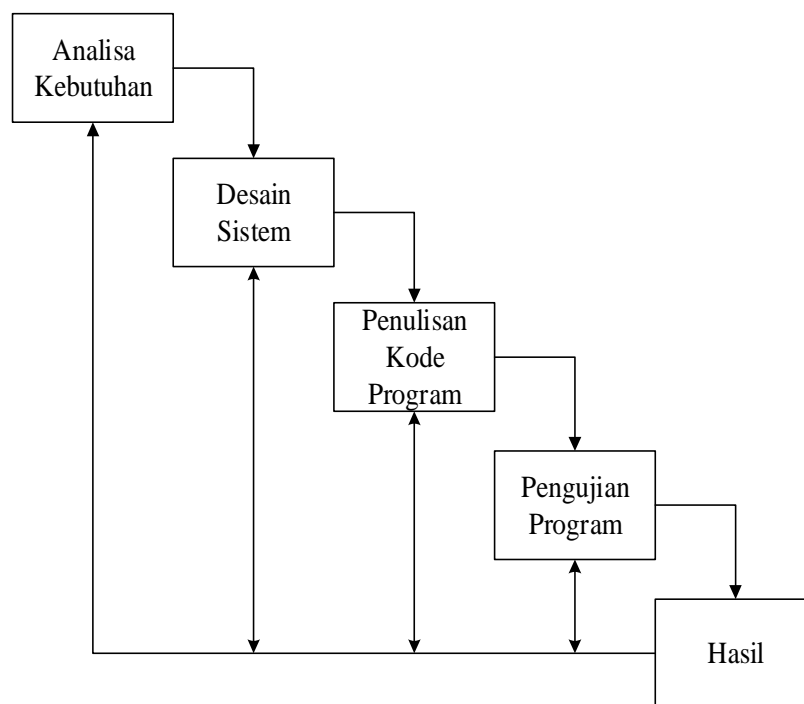 Analisa
Kebutuhan
Desain
Sistem
Penulisan
Kode
Program
Pengujian
Program
Hasil